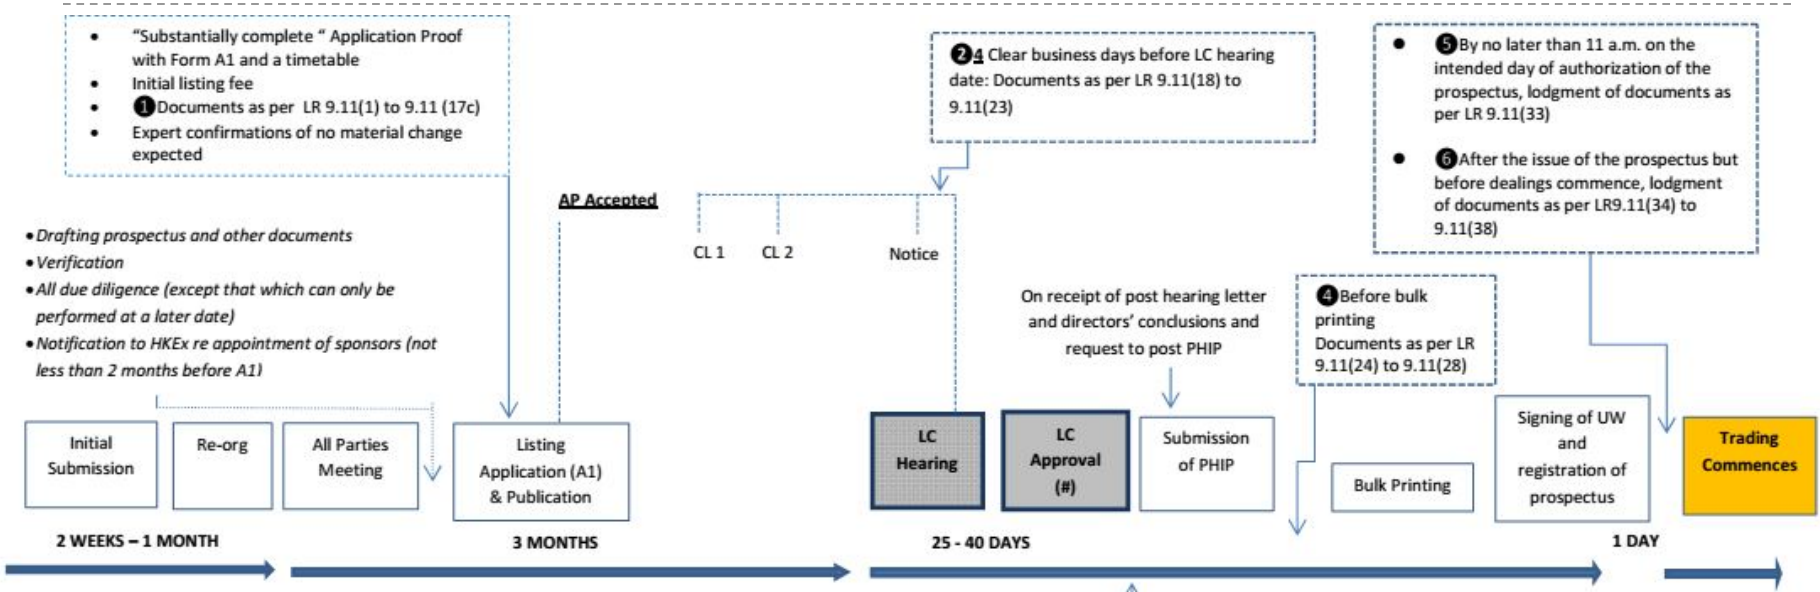 • “Substantially complete “ Application Proof
with Form A1 and a timetable
• Initial listing fee
• ❶Documents as per LR 9.11(1) to 9.11 (17c)
• Expert confirmations of no material change
expected
❷4 Clear business days before LC hearing
date: Documents as per LR 9.11(18) to
9.11(23)
• ❺By no later than 11 a.m. on the
intended day of authorization of the
prospectus, lodgment of documents as
per LR 9.11(33)
• ❻After the issue of the prospectus but
before dealings commence, lodgment
of documents as per LR9.11(34) to
9.11(38)
AP Accepted
CL 1
CL 2
Notice
• Drafting prospectus and other documents
• Verification
• All due diligence (except that which can only be
performed at a later date)
• Notification to HKEx re appointment of sponsors (not
less than 2 months before A1)
On receipt of post hearing letter
and directors’ conclusions and
request to post PHIP
❹Before bulk
printing
Documents as per LR
9.11(24) to 9.11(28)
Initial
Submission
Re-org
All Parties
Meeting
Listing
Application (A1)
& Publication
LC
Hearing
LC
Approval
(#)
Submission
of PHIP
Bulk Printing
Signing of UW
and
registration of
prospectus
Trading
Commences
2 WEEKS – 1 MONTH
3 MONTHS
25 - 40 DAYS
1 DAY